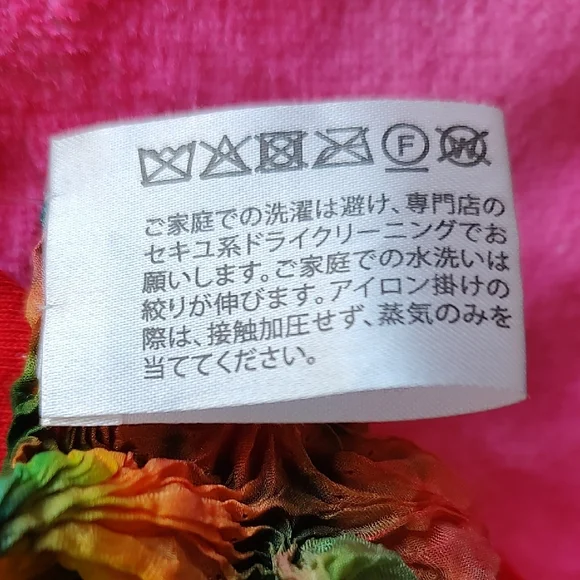 F W
ご家庭での洗濯は避け、専門店の
セキユ系ドライクリーニングでお
願いします。ご家庭での水洗いは
絞りが伸びます。アイロン掛けの
際は、接触加圧せず、蒸気のみを
当ててください。